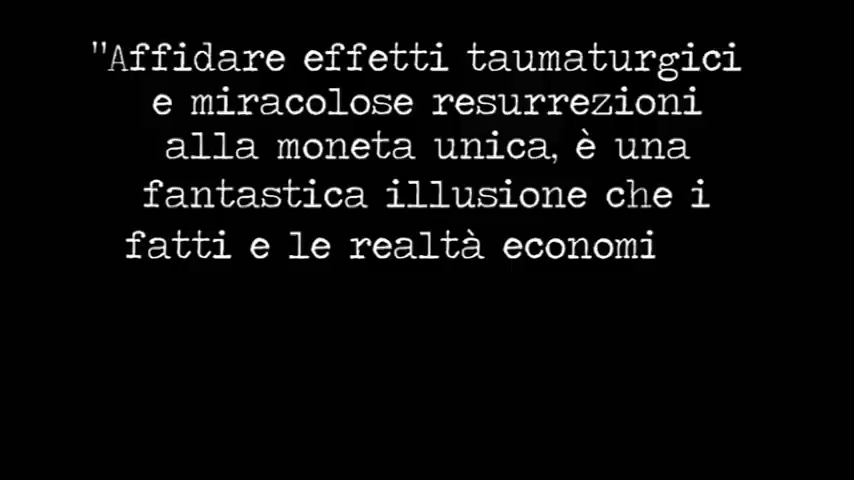 "Affidare effetti taumaturgici
e miracolose resurrezioni
alla moneta unica, è una
fantastica illusione che i
fatti e le realtà economi